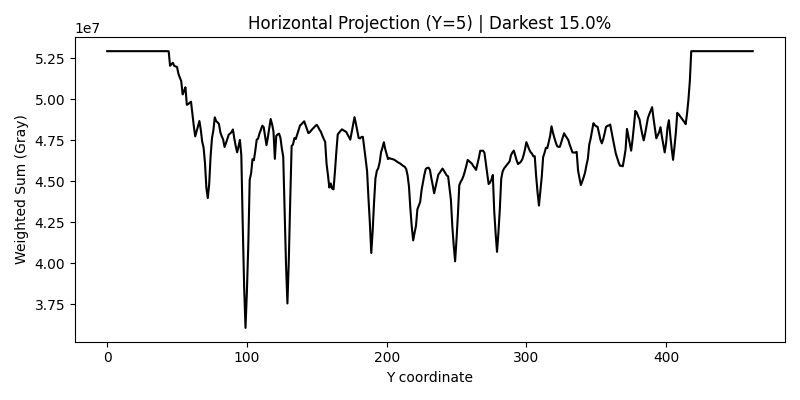 Horizontal Projection (Y=5) | Darkest 15.0%
1e7
5.25
5.00
4.75
4.50
4.25
4.00
3.75
Weighted Sum (Gray)
0 100 200 300 400
Y coordinate